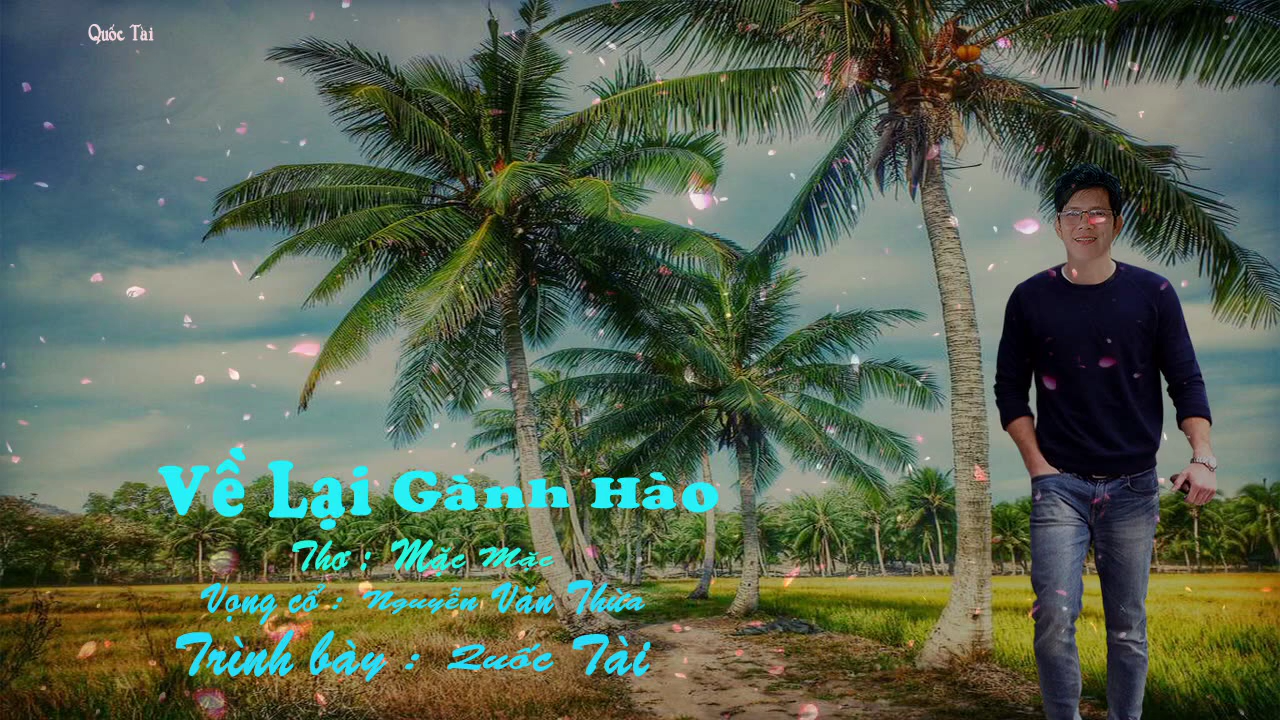 Quốc Tài
Về Lại Gành Hào
Thơ : Mặc Mặc
Vọng cổ : Nguyễn Văn Thừa
Trình bày : Quốc Tài